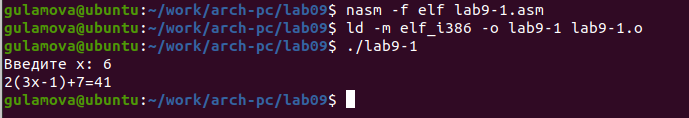 gulamova@ubuntu:~/work/arch-pc/lab09$ nasm -f elf lab9-1.asm
gulamova@ubuntu:~/work/arch-pc/lab09$ ld -m elf_i386 -o lab9-1 lab9-1.o
gulamova@ubuntu:~/work/arch-pc/lab09$ ./lab9-1
Введите x: 6
2(3x-1)+7=41
gulamova@ubuntu:~/work/arch-pc/lab09$